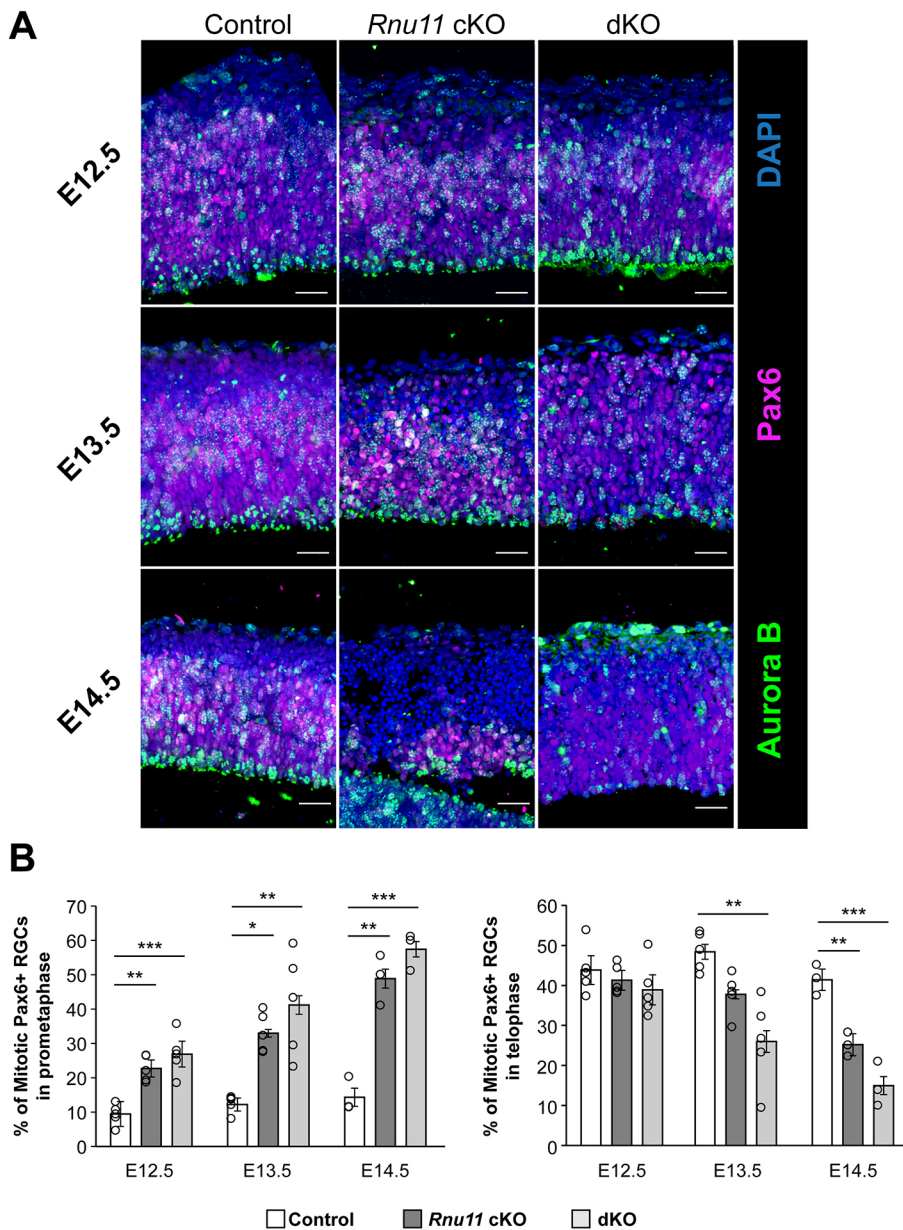 A
Control
Rnu11 cKO
dKO
E12.5
DAPI
E13.5
Pax6
E14.5
Aurora B
B
% of Mitotic Pax6+ RGCs
in prometaphase
70
60
50
40
30
20
10
0
***
**
**
*
***
**
E12.5
E13.5
E14.5
% of Mitotic Pax6+ RGCs
in telophase
60
50
40
30
20
10
0
**
***
**
E12.5
E13.5
E14.5
Control
Rnu11 cKO
dKO